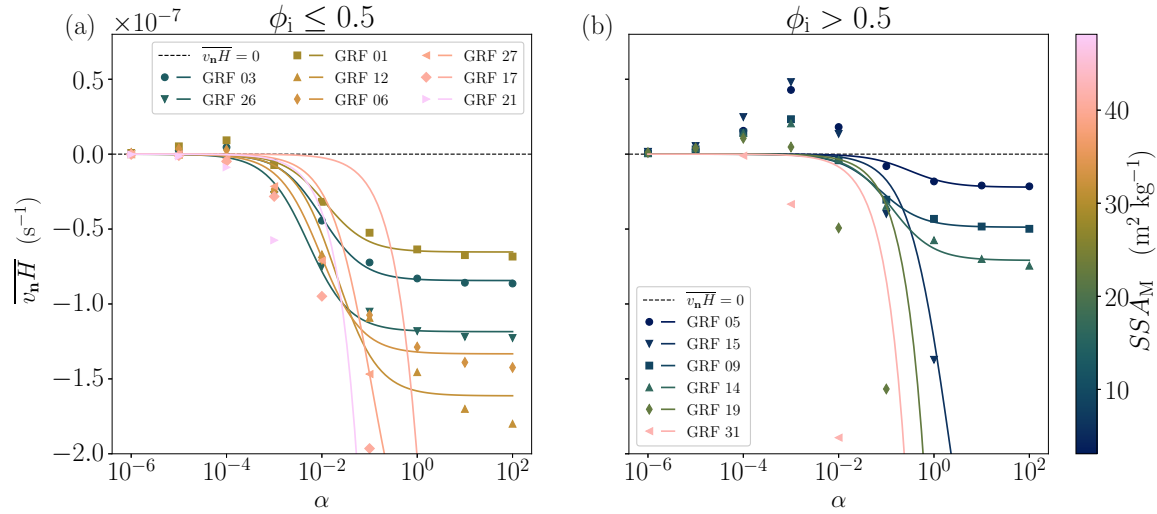 ×10⁻⁷
(a)
ϕᵢ ≤ 0.5
(b)
ϕᵢ > 0.5
v𝐧H = 0
GRF 03
GRF 26
GRF 01
GRF 12
GRF 06
GRF 27
GRF 17
GRF 21
0.5
0.0
−0.5
−1.0
−1.5
−2.0
v𝐧H (s⁻¹)
10⁻⁶
10⁻⁴
10⁻²
10⁰
10²
α
v𝐧H = 0
GRF 05
GRF 15
GRF 09
GRF 14
GRF 19
GRF 31
10⁻⁶
10⁻⁴
10⁻²
10⁰
10²
α
40
30
20
10
SSA_M (m² kg⁻¹)